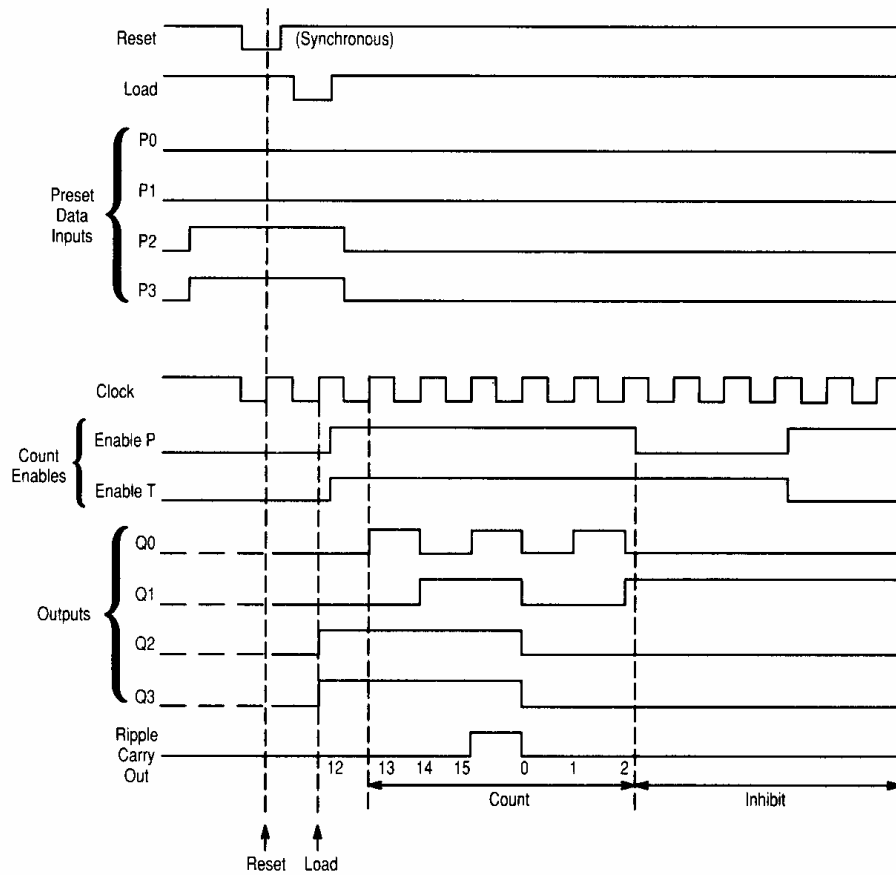 Reset
(Synchronous)
Load
P0
P1
Preset
Data
Inputs
P2
P3
Clock
Enable P
Count
Enables
Enable T
Q0
Q1
Outputs
Q2
Q3
Ripple
Carry
Out
12 13 14 15 0 1 2
Count
Inhibit
Reset Load